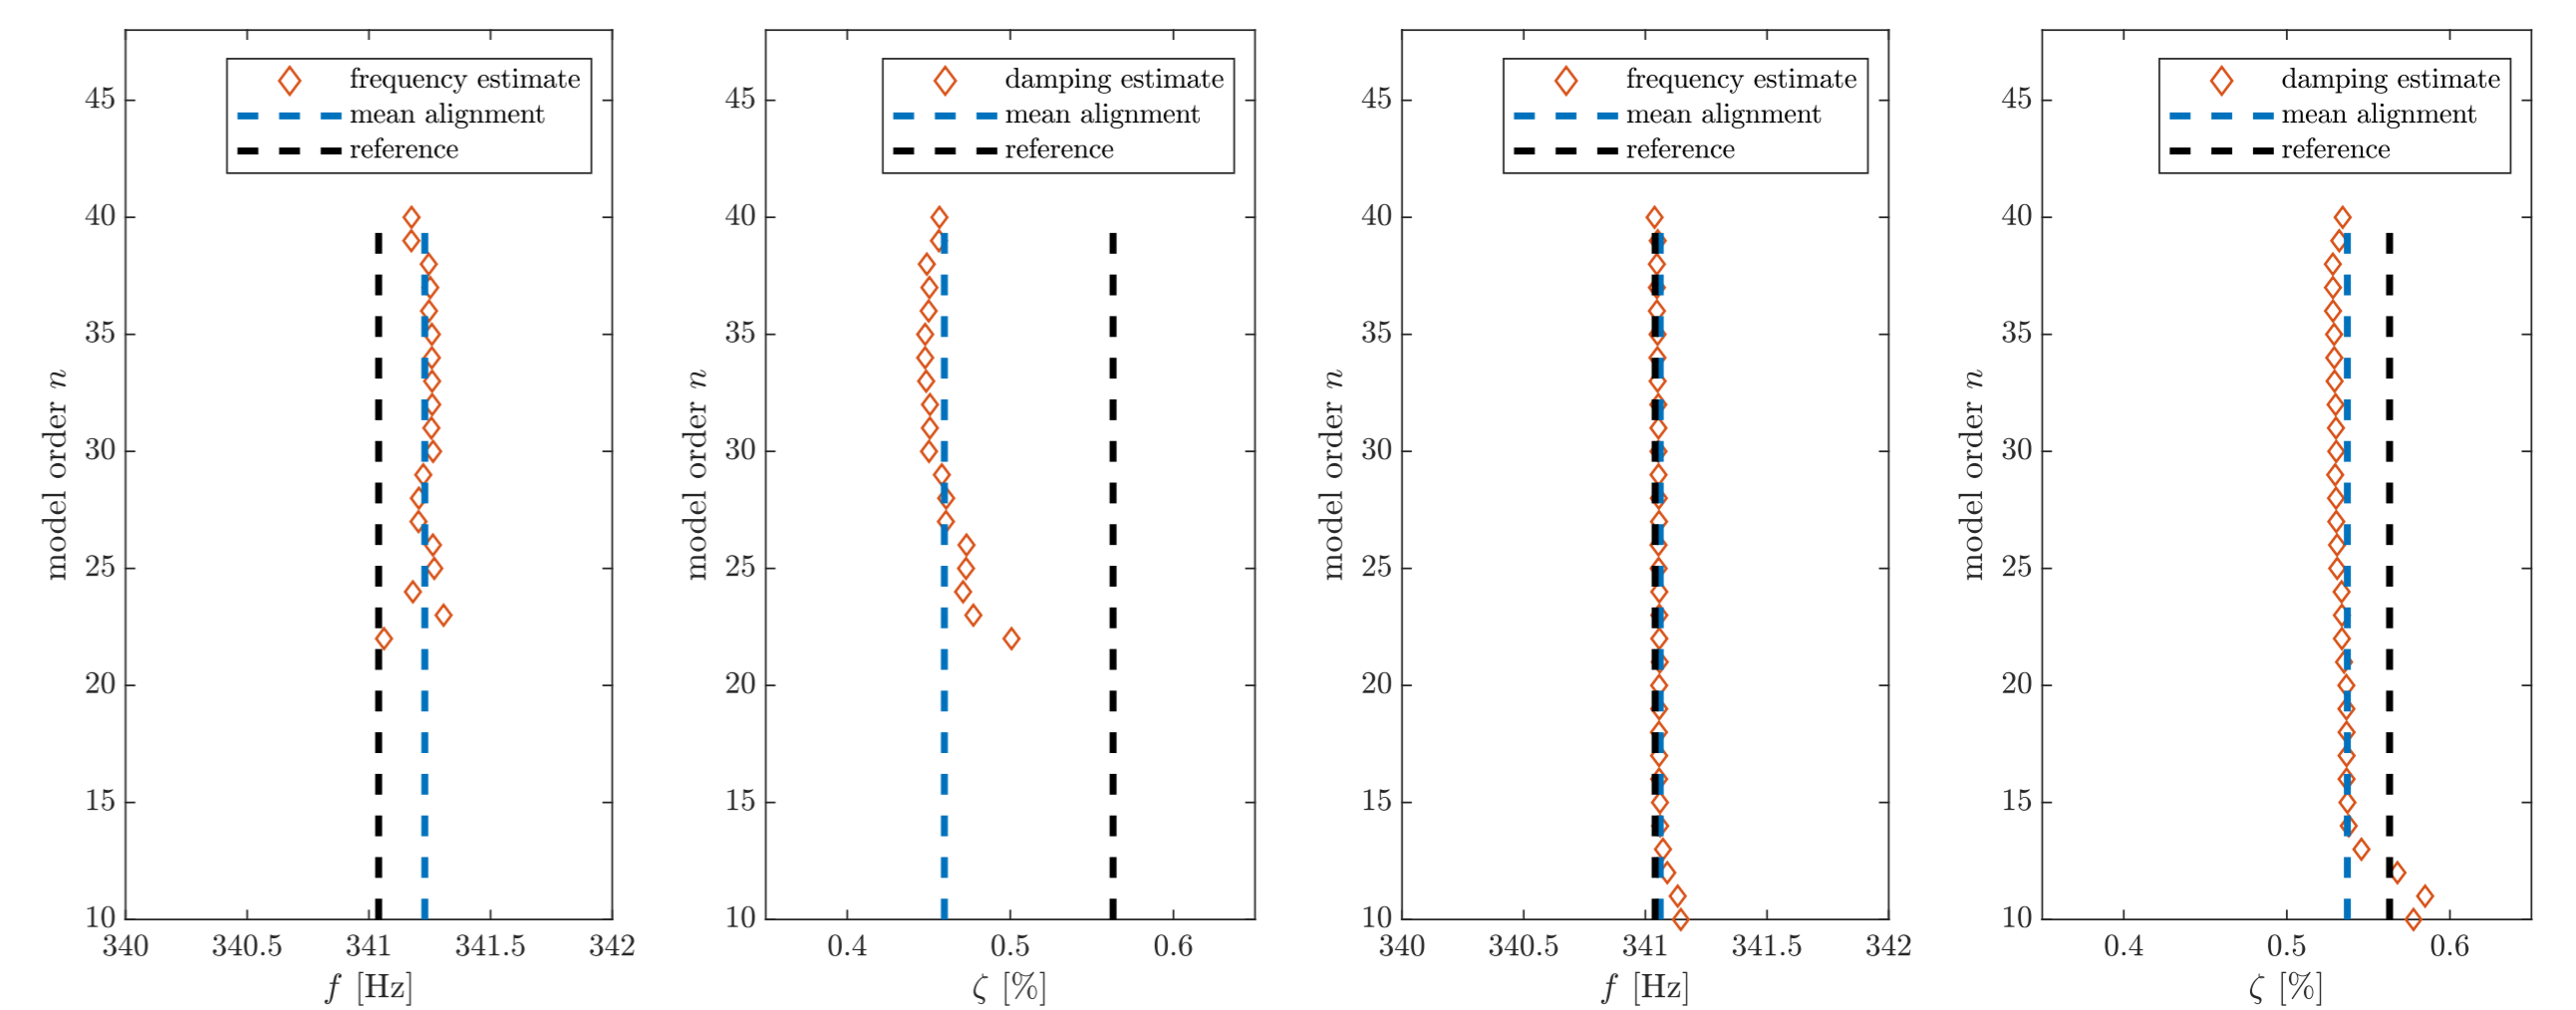 frequency estimate
mean alignment
reference
45
40
35
30
25
20
15
10
model order n
340
340.5
341
341.5
342
f [Hz]
damping estimate
mean alignment
reference
45
40
35
30
25
20
15
10
model order n
0.4
0.5
0.6
ζ [%]
frequency estimate
mean alignment
reference
45
40
35
30
25
20
15
10
model order n
340
340.5
341
341.5
342
f [Hz]
damping estimate
mean alignment
reference
45
40
35
30
25
20
15
10
model order n
0.4
0.5
0.6
ζ [%]